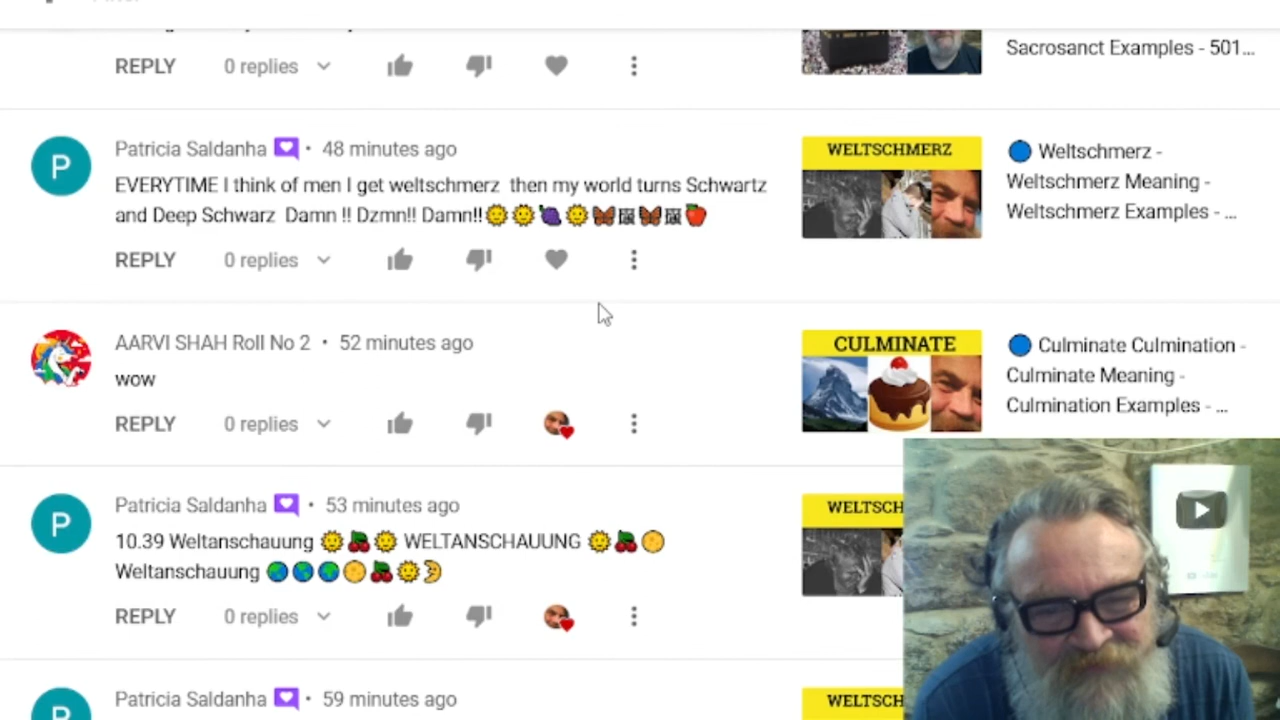 Sacrosanct Examples - 501...
REPLY 0 replies
Patricia Saldanha • 48 minutes ago
EVERYTIME I think of men I get weltschmerz then my world turns Schwartz
and Deep Schwarz Damn !! Dzmn!! Damn!!🌞🌞🍇🌞🦋🖼🦋🖼🍎
REPLY 0 replies
WELTSCHMERZ
🔵 Weltschmerz -
Weltschmerz Meaning -
Weltschmerz Examples - ...
AARVI SHAH Roll No 2 • 52 minutes ago
wow
REPLY 0 replies
CULMINATE
🔵 Culminate Culmination -
Culminate Meaning -
Culmination Examples - ...
P Patricia Saldanha • 53 minutes ago
10.39 Weltanschauung 🌞🍒🌞 WELTANSCHAUUNG 🌞🍒🌕
Weltanschauung 🌏🌏🌍🌕🍒🌞🌛
REPLY 0 replies
WELTSCH
P Patricia Saldanha • 59 minutes ago
WELTSCH